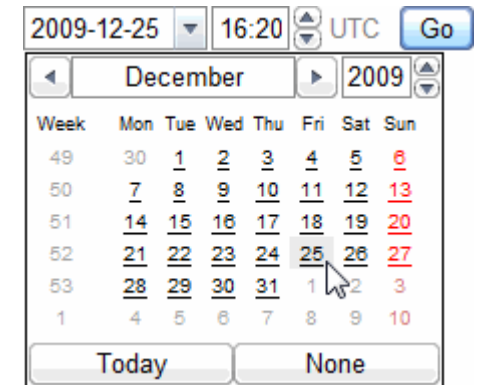 2009-12-25 16:20 UTC Go
December 2009
Week Mon Tue Wed Thu Fri Sat Sun
49 30 1 2 3 4 5 6
50 7 8 9 10 11 12 13
51 14 15 16 17 18 19 20
52 21 22 23 24 25 26 27
53 28 29 30 31 1 2 3
1 4 5 6 7 8 9 10
Today None